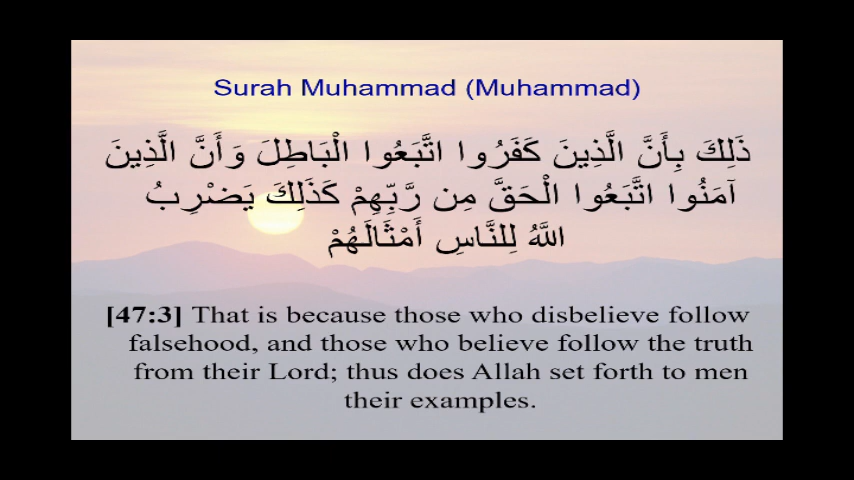 Surah Muhammad (Muhammad)
ذَلِكَ بِأَنَّ الَّذِينَ كَفَرُوا اتَّبَعُوا الْبَاطِلَ وَأَنَّ الَّذِينَ
آمَنُوا اتَّبَعُوا الْحَقَّ مِن رَّبِّهِمْ كَذَلِكَ يَضْرِبُ
اللَّهُ لِلنَّاسِ أَمْثَالَهُمْ
[47:3] That is because those who disbelieve follow
falsehood, and those who believe follow the truth
from their Lord; thus does Allah set forth to men
their examples.